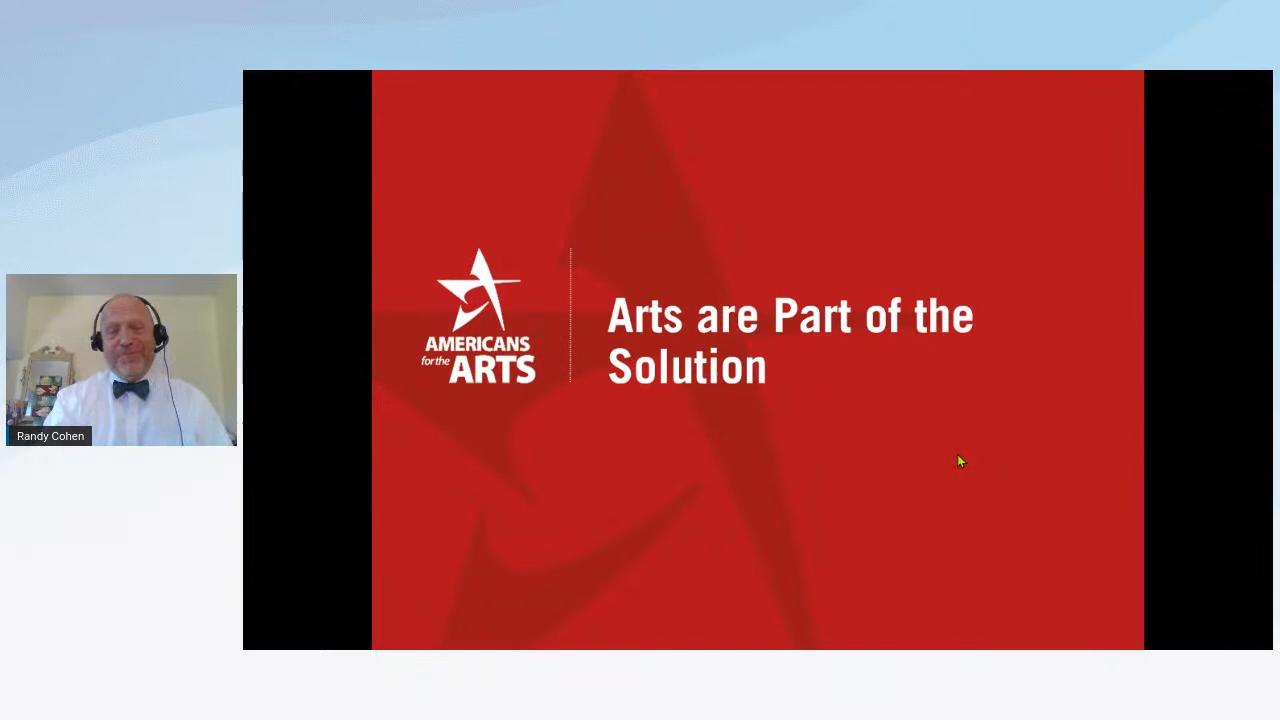 AMERICANS
for the ARTS
Arts are Part of the
Solution
Randy Cohen